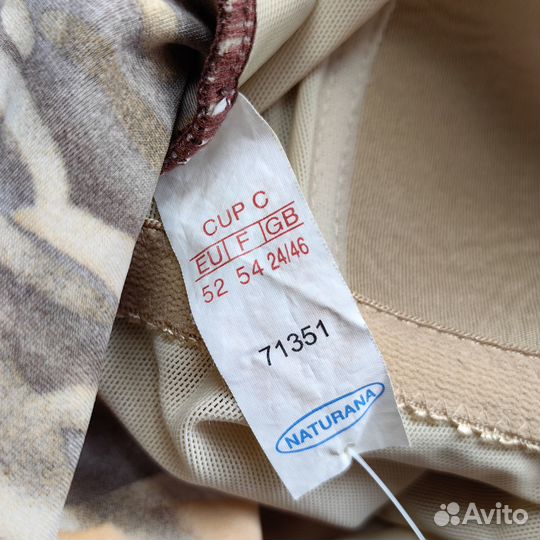 CUP C
EU F GB
52 54 24/46
71351
NATURANA
Avito